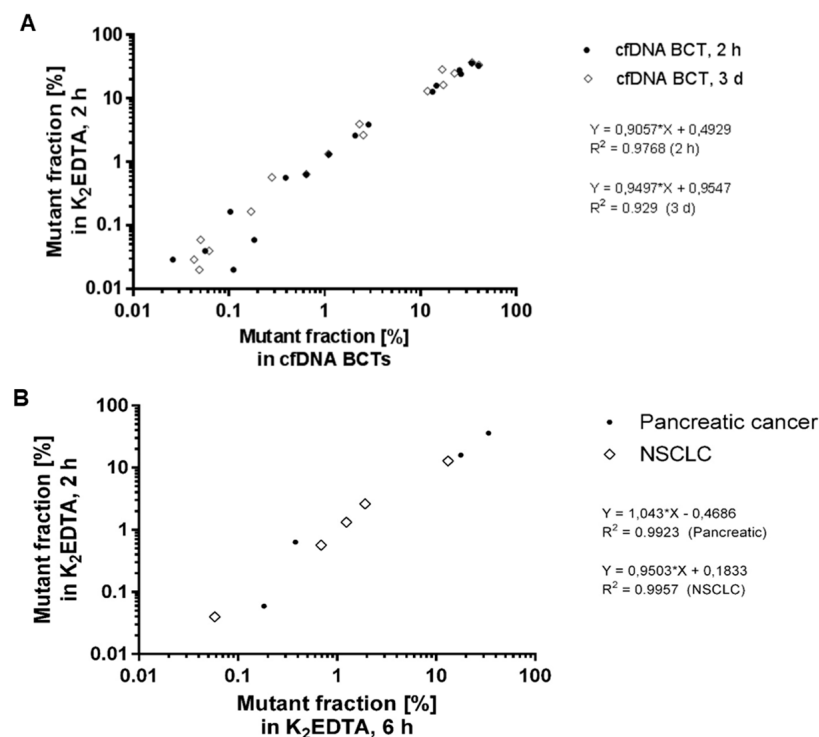 A
Mutant fraction [%]
in K2EDTA, 2 h
100
10
1
0.1
0.01
0.01 0.1 1 10 100
Mutant fraction [%]
in cfDNA BCTs
cfDNA BCT, 2 h
cfDNA BCT, 3 d
Y = 0,9057*X + 0,4929
R2 = 0.9768 (2 h)
Y = 0,9497*X + 0,9547
R2 = 0.929 (3 d)
B
Mutant fraction [%]
in K2EDTA, 2 h
100
10
1
0.1
0.01
0.01 0.1 1 10 100
Mutant fraction [%]
in K2EDTA, 6 h
Pancreatic cancer
NSCLC
Y = 1,043*X - 0,4686
R2 = 0.9923 (Pancreatic)
Y = 0,9503*X + 0,1833
R2 = 0.9957 (NSCLC)